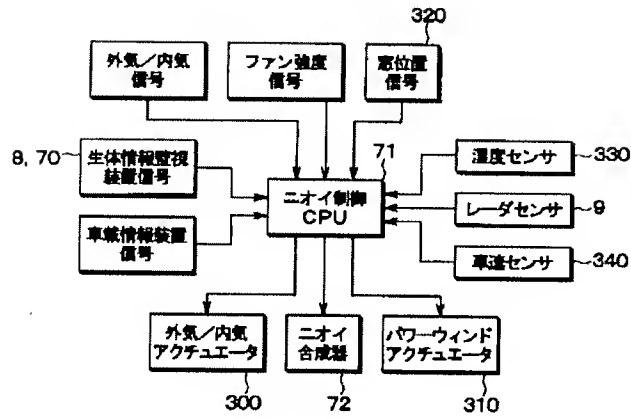 320
外気／内気
信号
ファン強度
信号
窓位置
信号
8, 70
生体情報監視
装置信号
71
ニオイ制御
CPU
湿度センサ
330
レーダセンサ
9
車載情報装置
信号
車速センサ
340
外気／内気
アクチュエータ
ニオイ
合成器
パワーウィンド
アクチュエータ
300
72
310